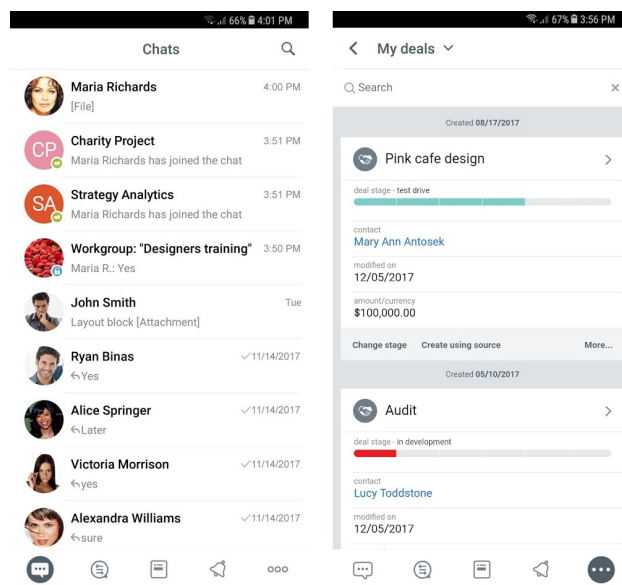 66% 4:01 PM
Chats
Maria Richards 4:00 PM
[File]
CP
Charity Project 3:51 PM
Maria Richards has joined the chat
SA
Strategy Analytics 3:51 PM
Maria Richards has joined the chat
Workgroup: "Designers training" 3:50 PM
Maria R.: Yes
John Smith Tue
Layout block [Attachment]
Ryan Binas 11/14/2017
Yes
Alice Springer 11/14/2017
Later
Victoria Morrison 11/14/2017
yes
Alexandra Williams 11/14/2017
sure
67% 3:56 PM
My deals
Search
Created 08/17/2017
Pink cafe design
deal stage - test drive
contact
Mary Ann Antosek
modified on
12/05/2017
amount/currency
$100,000.00
Change stage Create using source More...
Created 05/10/2017
Audit
deal stage - in development
contact
Lucy Toddstone
modified on
12/05/2017